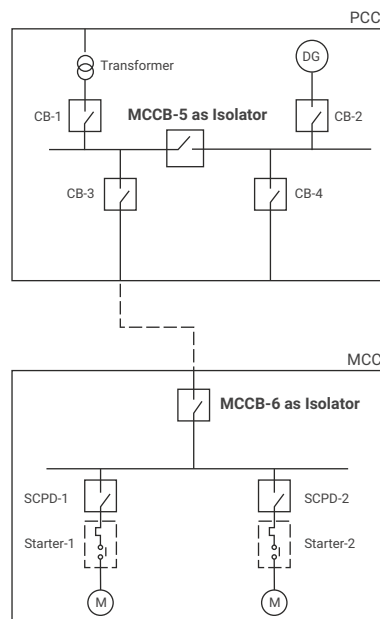 PCC
Transformer
DG
CB-1
MCCB-5 as Isolator
CB-2
CB-3
CB-4
MCC
MCCB-6 as Isolator
SCPD-1
SCPD-2
Starter-1
Starter-2
M
M